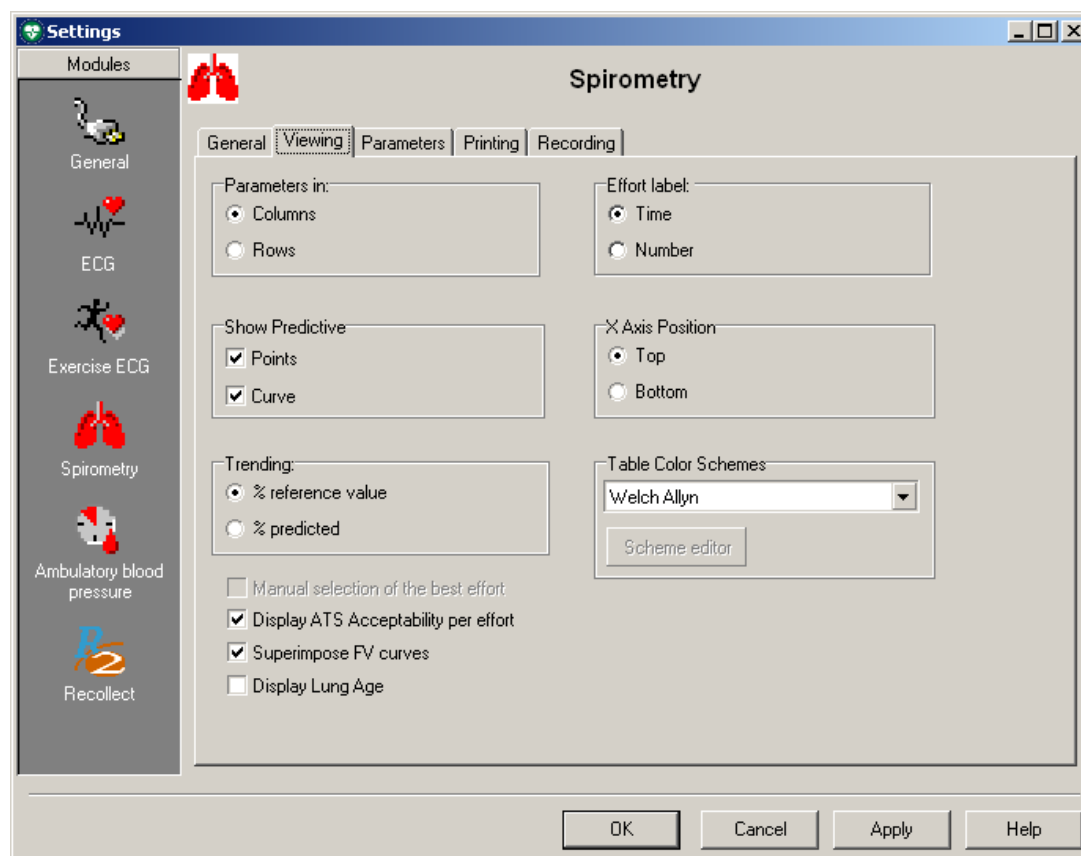 Settings
Modules
General
ECG
Exercise ECG
Spirometry
Ambulatory blood
pressure
R2
Recollect
Spirometry
General Viewing Parameters Printing Recording
Parameters in:
Columns
Rows
Effort label:
Time
Number
Show Predictive
Points
Curve
X Axis Position
Top
Bottom
Trending:
% reference value
% predicted
Table Color Schemes
Welch Allyn
Scheme editor
Manual selection of the best effort
Display ATS Acceptability per effort
Superimpose FV curves
Display Lung Age
OK Cancel Apply Help